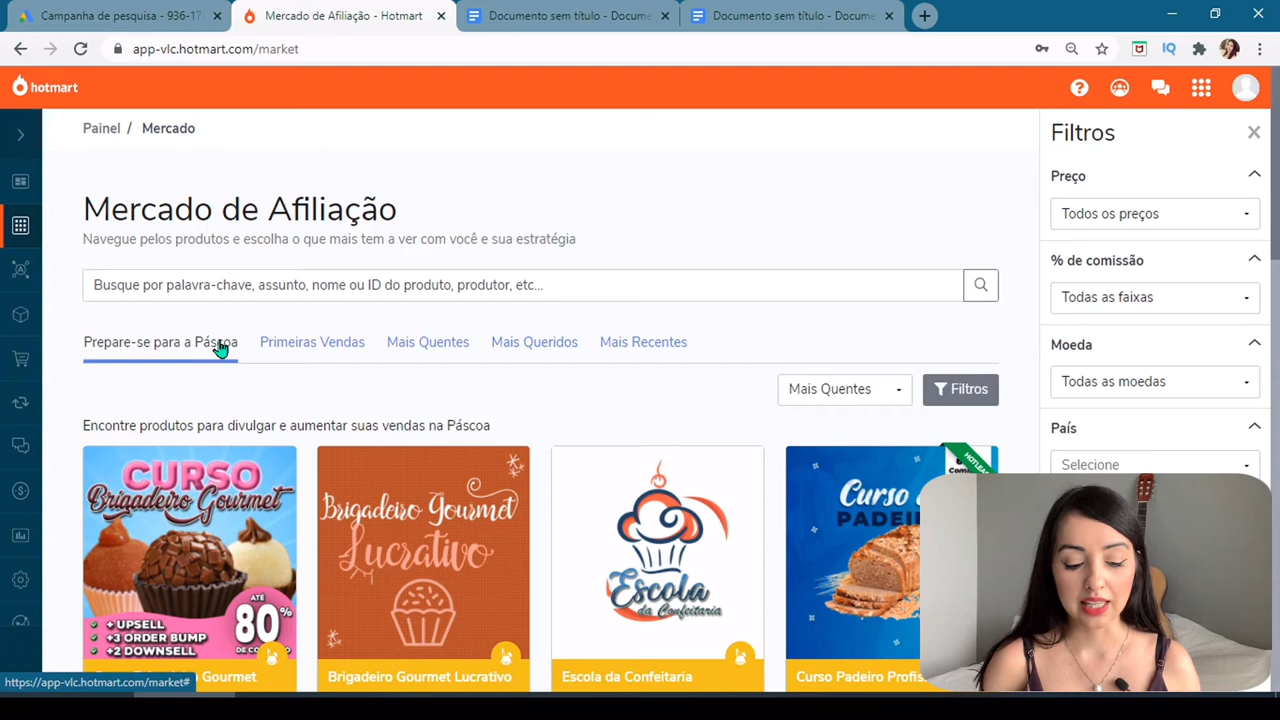 Campanha de pesquisa - 936-17
Mercado de Afiliação - Hotmart
Documento sem título - Docume
Documento sem título - Docume
app-vlc.hotmart.com/market
IQ
hotmart
Painel / Mercado
Mercado de Afiliação
Navegue pelos produtos e escolha o que mais tem a ver com você e sua estratégia
Busque por palavra-chave, assunto, nome ou ID do produto, produtor, etc...
Prepare-se para a Páscoa
Primeiras Vendas
Mais Quentes
Mais Queridos
Mais Recentes
Mais Quentes
Filtros
Encontre produtos para divulgar e aumentar suas vendas na Páscoa
CURSO
Brigadeiro Gourmet
ATÉ
80%
+ UPSELL
+3 ORDER BUMP
+2 DOWNSELL
Gourmet
Brigadeiro Gourmet
Lucrativo
Brigadeiro Gourmet Lucrativo
Escola
da Confeitaria
Escola da Confeitaria
Curso
PADEI
Curso Padeiro Profis
Filtros
Preço
Todos os preços
% de comissão
Todas as faixas
Moeda
Todas as moedas
País
Selecione
https://app-vlc.hotmart.com/market#